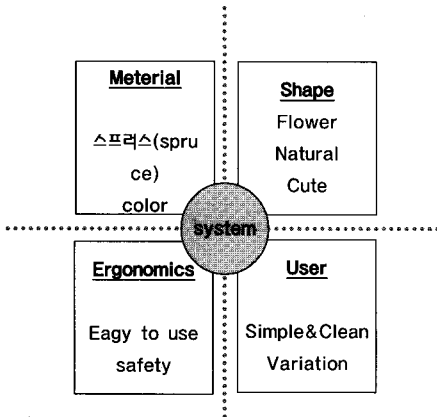 Meterial
스프러스(spru
ce)
color
Shape
Flower
Natural
Cute
system
Ergonomics
Eagy to use
safety
User
Simple&Clean
Variation